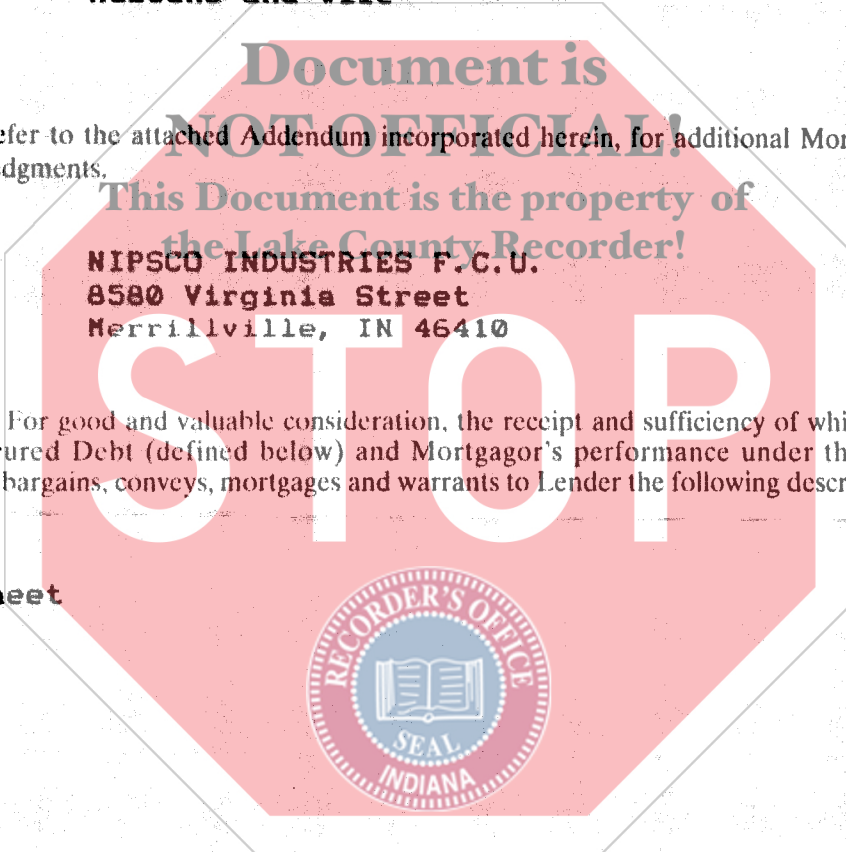 Document is
efer to the attached Addendum incorporated herein, for additional Mor
NOT OFFICIAL!
dgments.
This Document is the property of
the Lake County Recorder!
NIPSCO INDUSTRIES F.C.U.
8580 Virginia Street
Merrillville, IN 46410
STOP
For good and valuable consideration, the receipt and sufficiency of whi
ured Debt (defined below) and Mortgagor's performance under th
bargains, conveys, mortgages and warrants to Lender the following descr
eet
RECORDER'S OFFICE
SEAL
INDIANA